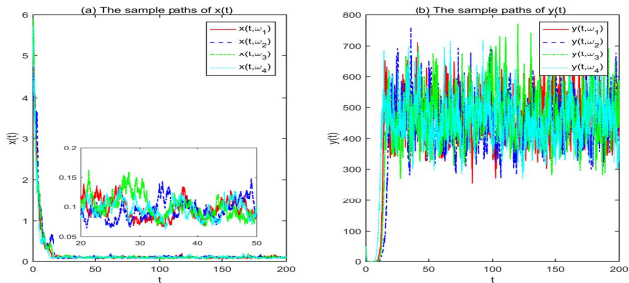 (a) The sample paths of x(t)
x(t,ω₁)
x(t,ω₂)
x(t,ω₃)
x(t,ω₄)
x(t)
6
5
4
3
2
1
0
0.2
0.15
0.1
0.05
20 30 40 50
0 50 100 150 200
t
(b) The sample paths of y(t)
y(t,ω₁)
y(t,ω₂)
y(t,ω₃)
y(t,ω₄)
y(t)
800
700
600
500
400
300
200
100
0
0 50 100 150 200
t